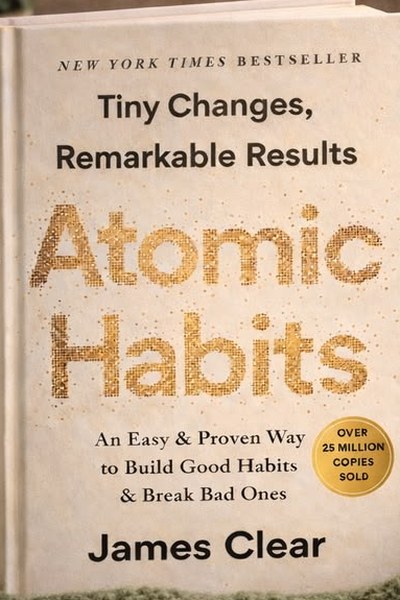 NEW YORK TIMES BESTSELLER
Tiny Changes,
Remarkable Results
Atomic
Habits
An Easy & Proven Way
to Build Good Habits
& Break Bad Ones
OVER
25 MILLION
COPIES
SOLD
James Clear